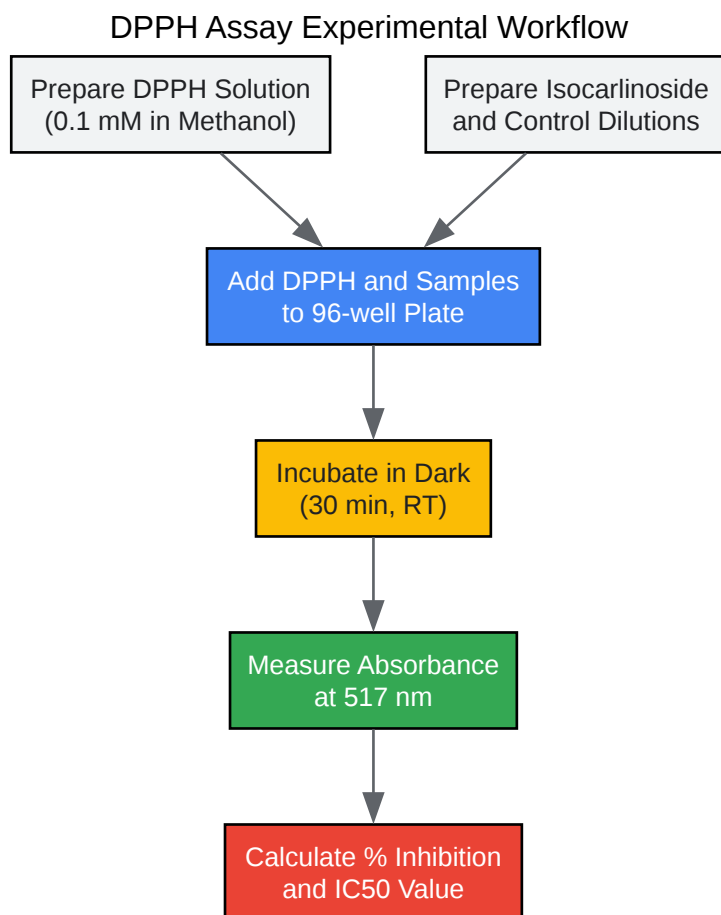 DPPH Assay Experimental Workflow
Prepare DPPH Solution
(0.1 mM in Methanol)
Prepare Isocarlinoside
and Control Dilutions
Add DPPH and Samples
to 96-well Plate
Incubate in Dark
(30 min, RT)
Measure Absorbance
at 517 nm
Calculate % Inhibition
and IC50 Value